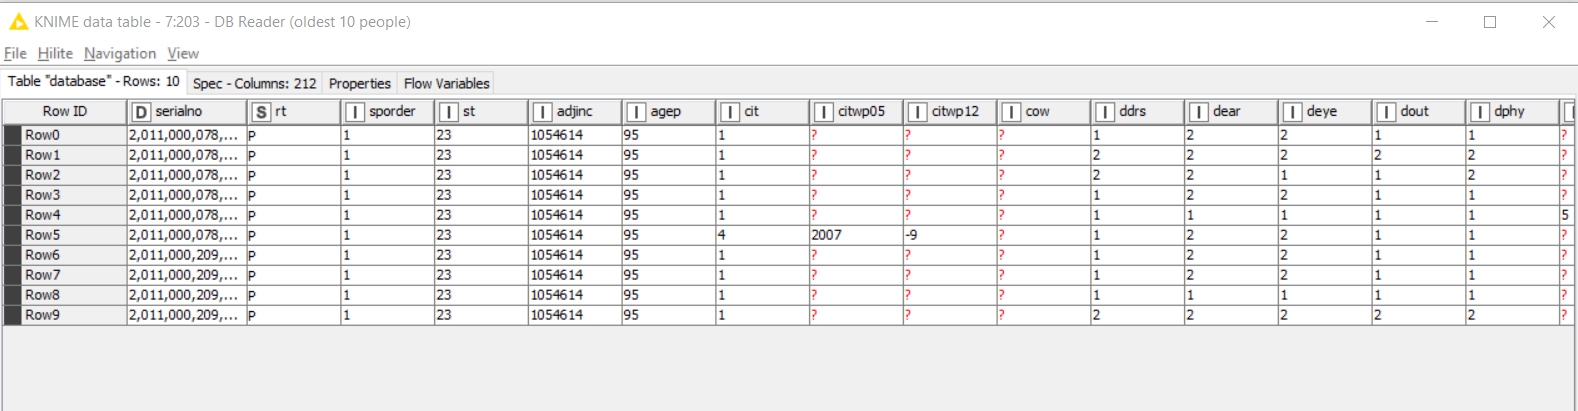 KNIME data table - 7:203 - DB Reader (oldest 10 people)
File Hilite Navigation View
Table "database" - Rows: 10 Spec - Columns: 212 Properties Flow Variables
Row ID D serialno S rt I sporder I st I adjinc I agep I cit I citwp05 I citwp12 I cow I ddrs I dear I deye I dout I dphy
Row0 2,011,000,078,... P 1 23 1054614 95 1 ? ? ? 1 2 2 1 1 ?
Row1 2,011,000,078,... P 1 23 1054614 95 1 ? ? ? 2 2 2 2 2 ?
Row2 2,011,000,078,... P 1 23 1054614 95 1 ? ? ? 2 2 1 1 2 ?
Row3 2,011,000,078,... P 1 23 1054614 95 1 ? ? ? 1 2 2 1 1 ?
Row4 2,011,000,078,... P 1 23 1054614 95 1 ? ? ? 1 1 1 1 1 5
Row5 2,011,000,078,... P 1 23 1054614 95 4 2007 -9 ? 1 2 2 1 1 ?
Row6 2,011,000,209,... P 1 23 1054614 95 1 ? ? ? 1 2 2 1 1 ?
Row7 2,011,000,209,... P 1 23 1054614 95 1 ? ? ? 1 2 2 1 1 ?
Row8 2,011,000,209,... P 1 23 1054614 95 1 ? ? ? 1 1 1 1 1 ?
Row9 2,011,000,209,... P 1 23 1054614 95 1 ? ? ? 2 2 2 2 2 ?